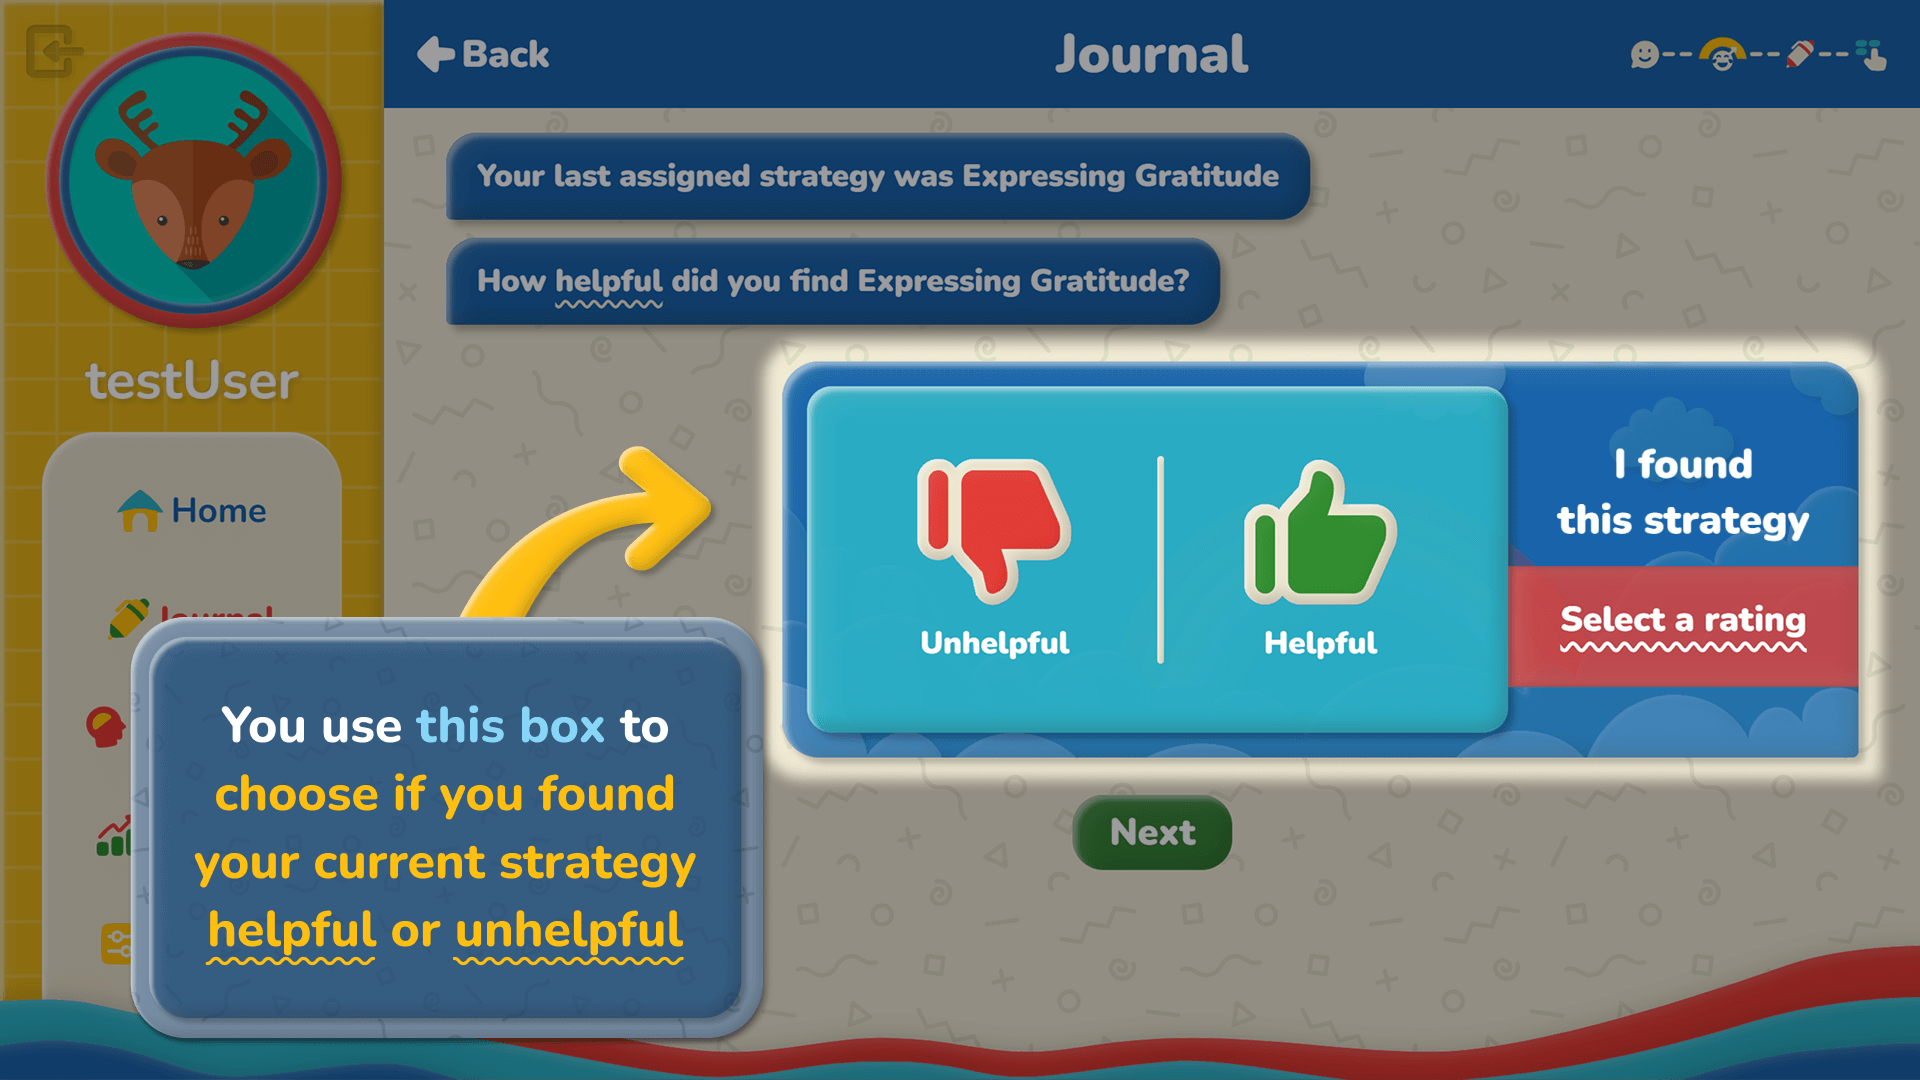 Back
Journal
Your last assigned strategy was Expressing Gratitude
How helpful did you find Expressing Gratitude?
testUser
Home
Journal
Unhelpful
Helpful
I found
this strategy
Select a rating
You use this box to
choose if you found
your current strategy
helpful or unhelpful
Next